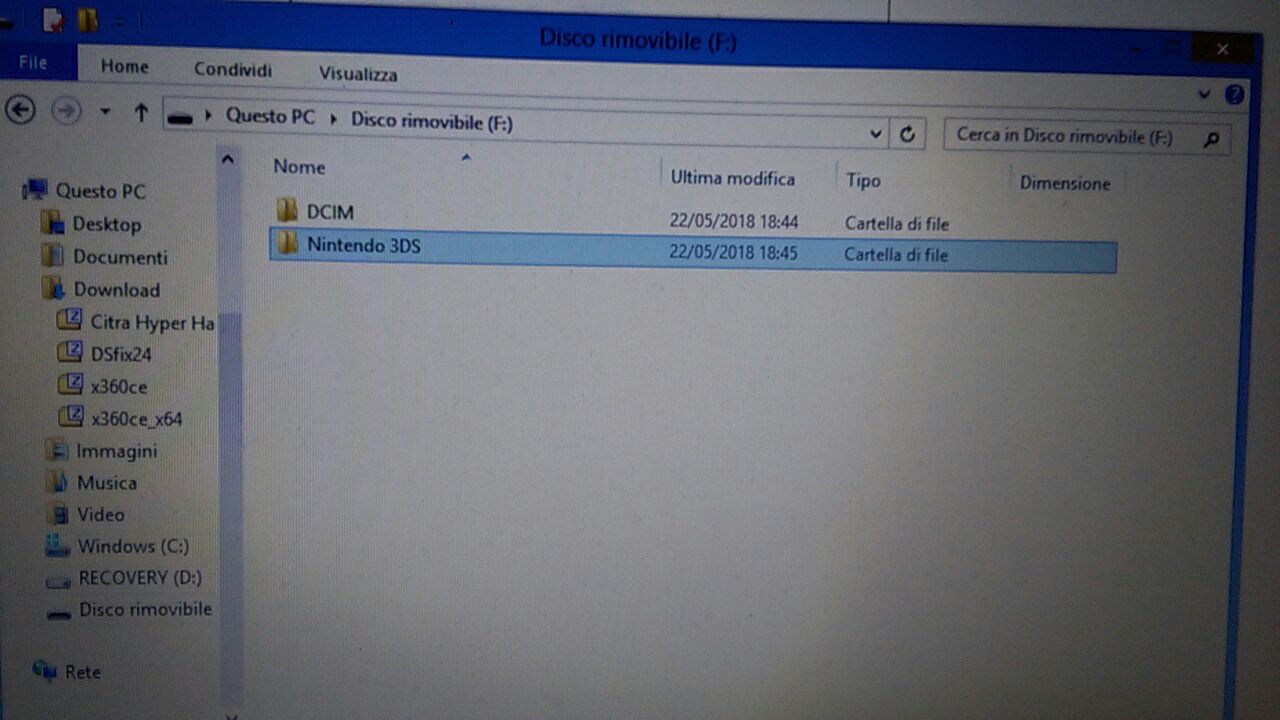 Disco rimovibile (F:)
File Home Condividi Visualizza
Questo PC Disco rimovibile (F:) Cerca in Disco rimovibile (F:)
Nome Ultima modifica Tipo Dimensione
DCIM 22/05/2018 18:44 Cartella di file
Nintendo 3DS 22/05/2018 18:45 Cartella di file
Questo PC
Desktop
Documenti
Download
Citra Hyper Ha
DSfix24
x360ce
x360ce_x64
Immagini
Musica
Video
Windows (C:)
RECOVERY (D:)
Disco rimovibile
Rete